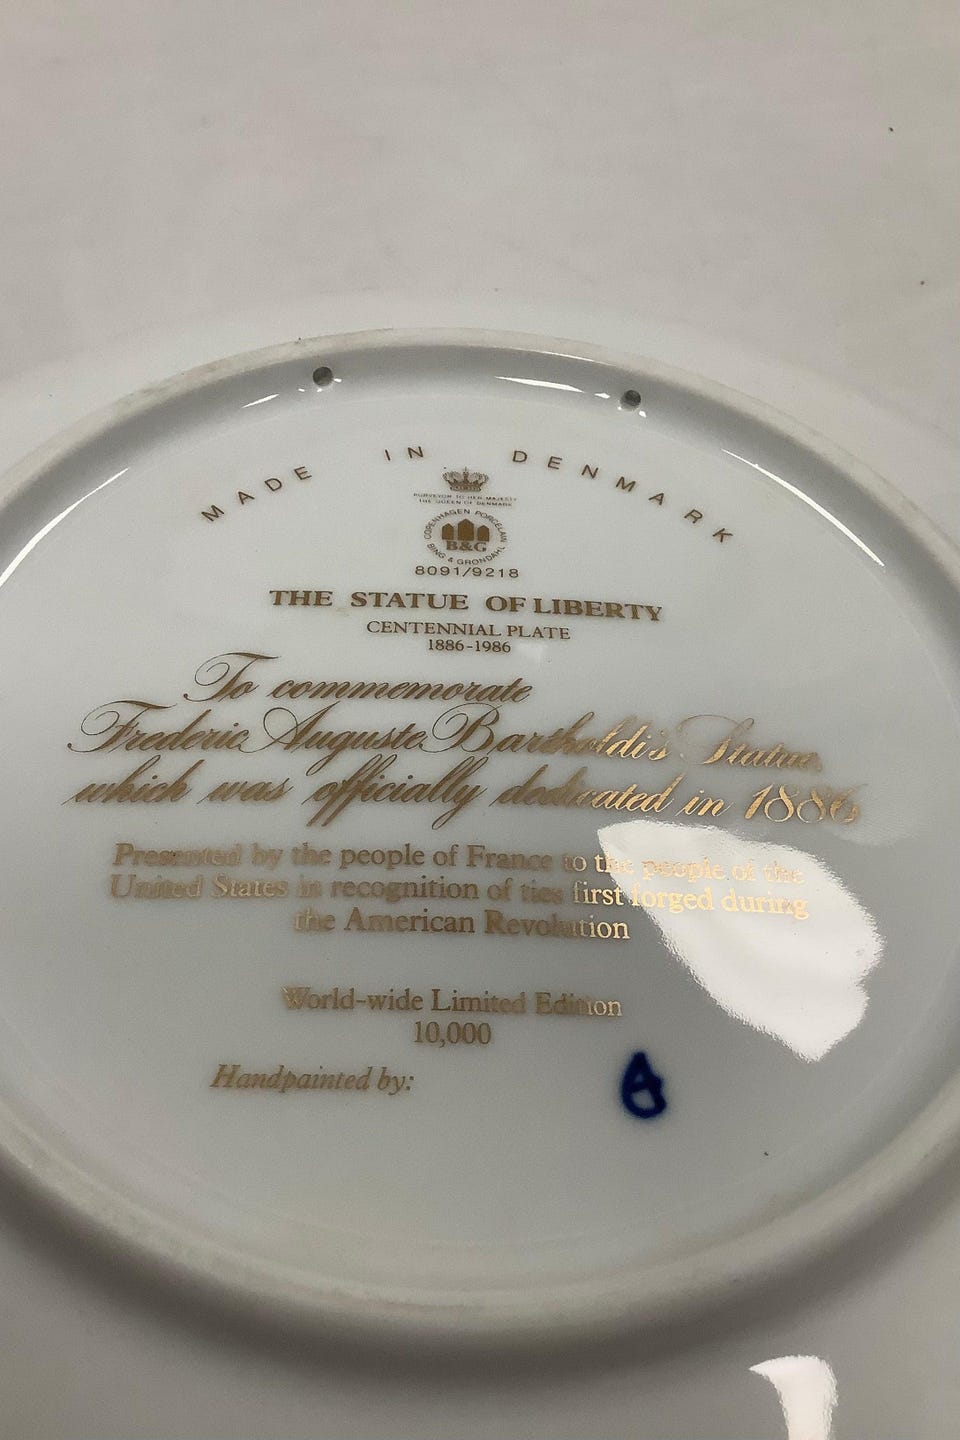 MADE IN DENMARK
PURVEYOR TO HER MAJESTY
THE QUEEN OF DENMARK
COPENHAGEN PORCELAIN
B&G
BING & GRONDAHL
8091/9218
THE STATUE OF LIBERTY
CENTENNIAL PLATE
1886-1986
To commemorate
Frederic Auguste Bartholdi's Statue,
which was officially dedicated in 1886
Presented by the people of France to the people of the
United States in recognition of ties first forged during
the American Revolution
World-wide Limited Edition
10,000
Handpainted by: